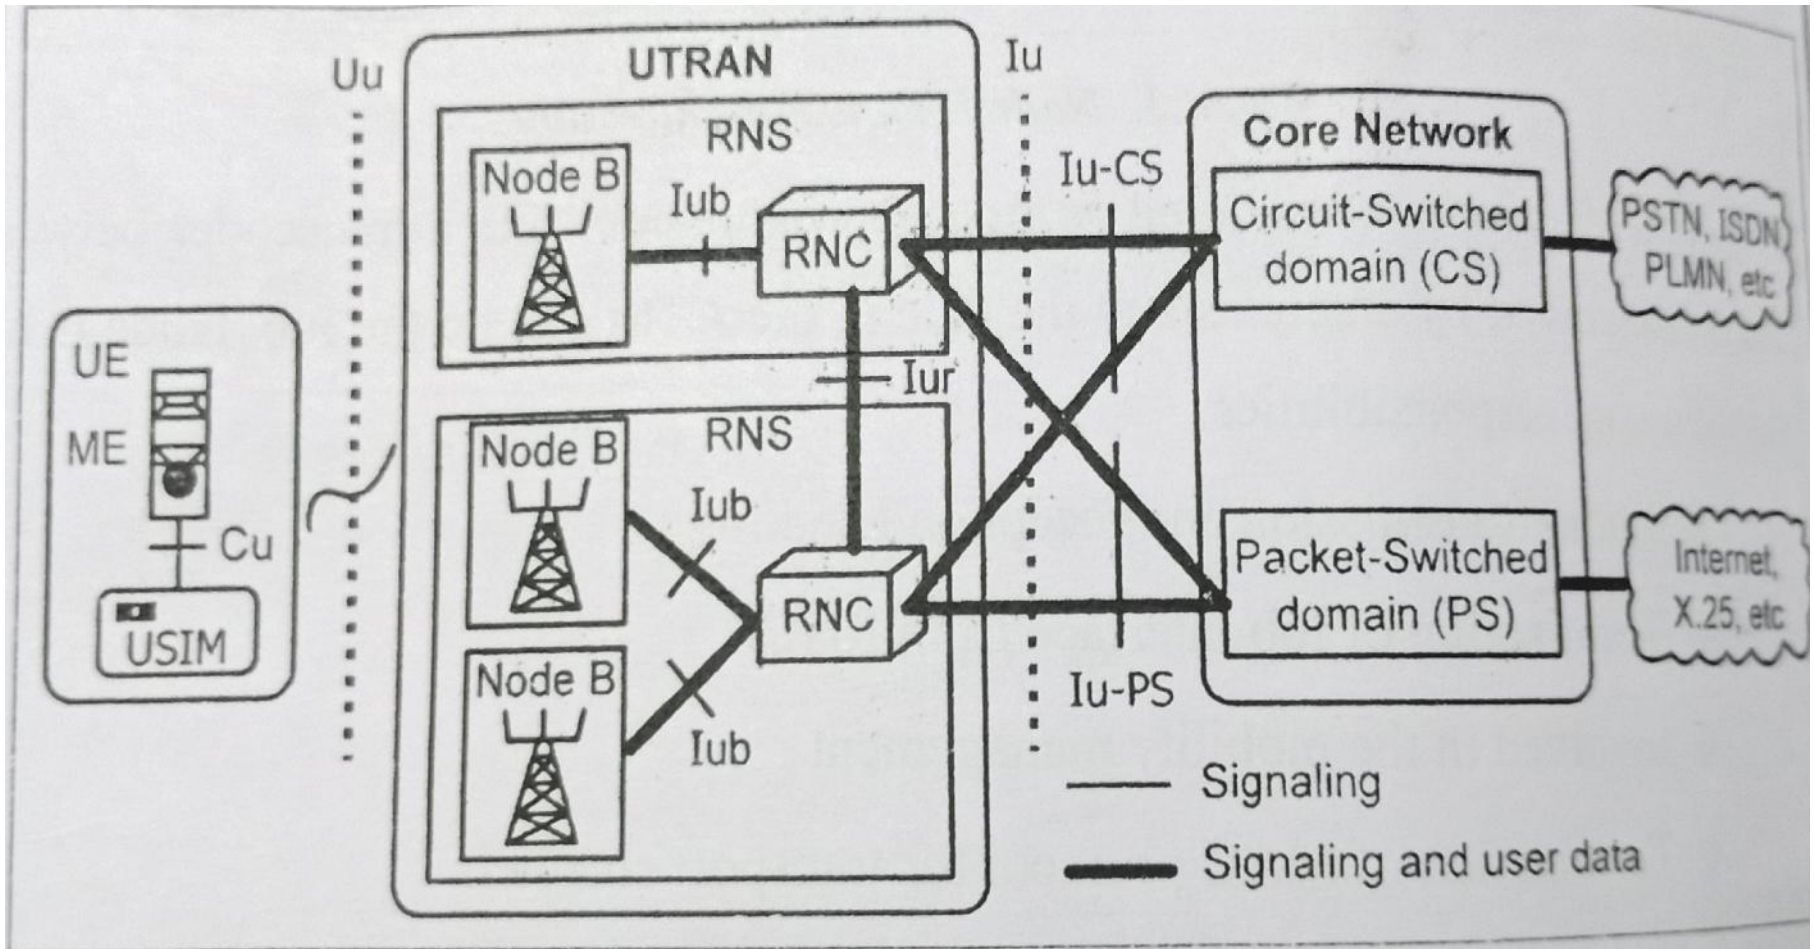 Uu
UTRAN
Iu
RNS
Node B
Iub
RNC
Iu-CS
Core Network
Circuit-Switched
domain (CS)
PSTN, ISDN,
PLMN, etc
UE
ME
Cu
USIM
Iur
RNS
Node B
Iub
RNC
Node B
Iub
Packet-Switched
domain (PS)
Internet,
X.25, etc
Iu-PS
Signaling
Signaling and user data